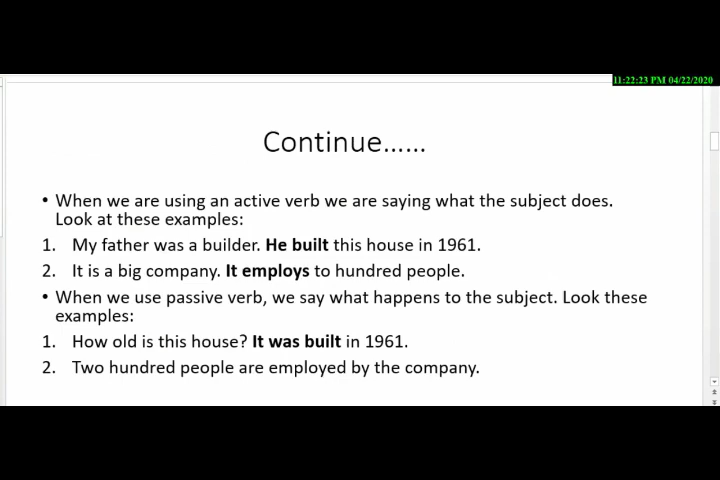 11:22:23 PM 04/22/2020
Continue……
• When we are using an active verb we are saying what the subject does.
Look at these examples:
1. My father was a builder. He built this house in 1961.
2. It is a big company. It employs to hundred people.
• When we use passive verb, we say what happens to the subject. Look these
examples:
1. How old is this house? It was built in 1961.
2. Two hundred people are employed by the company.